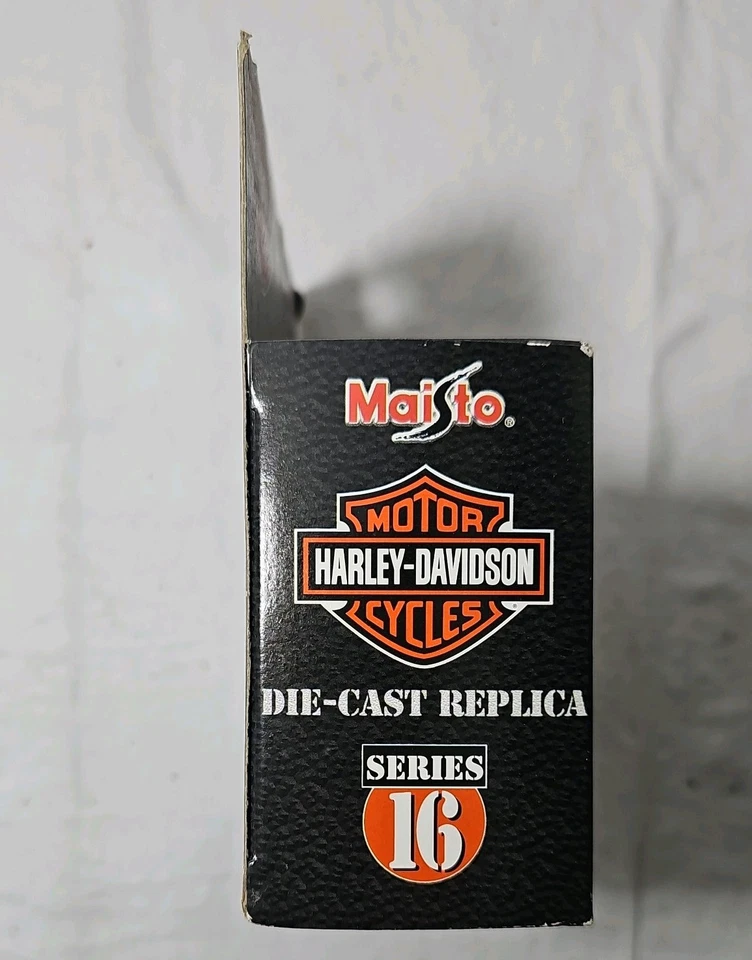 Maisto®
MOTOR
HARLEY-DAVIDSON
CYCLES
DIE-CAST REPLICA
SERIES
16